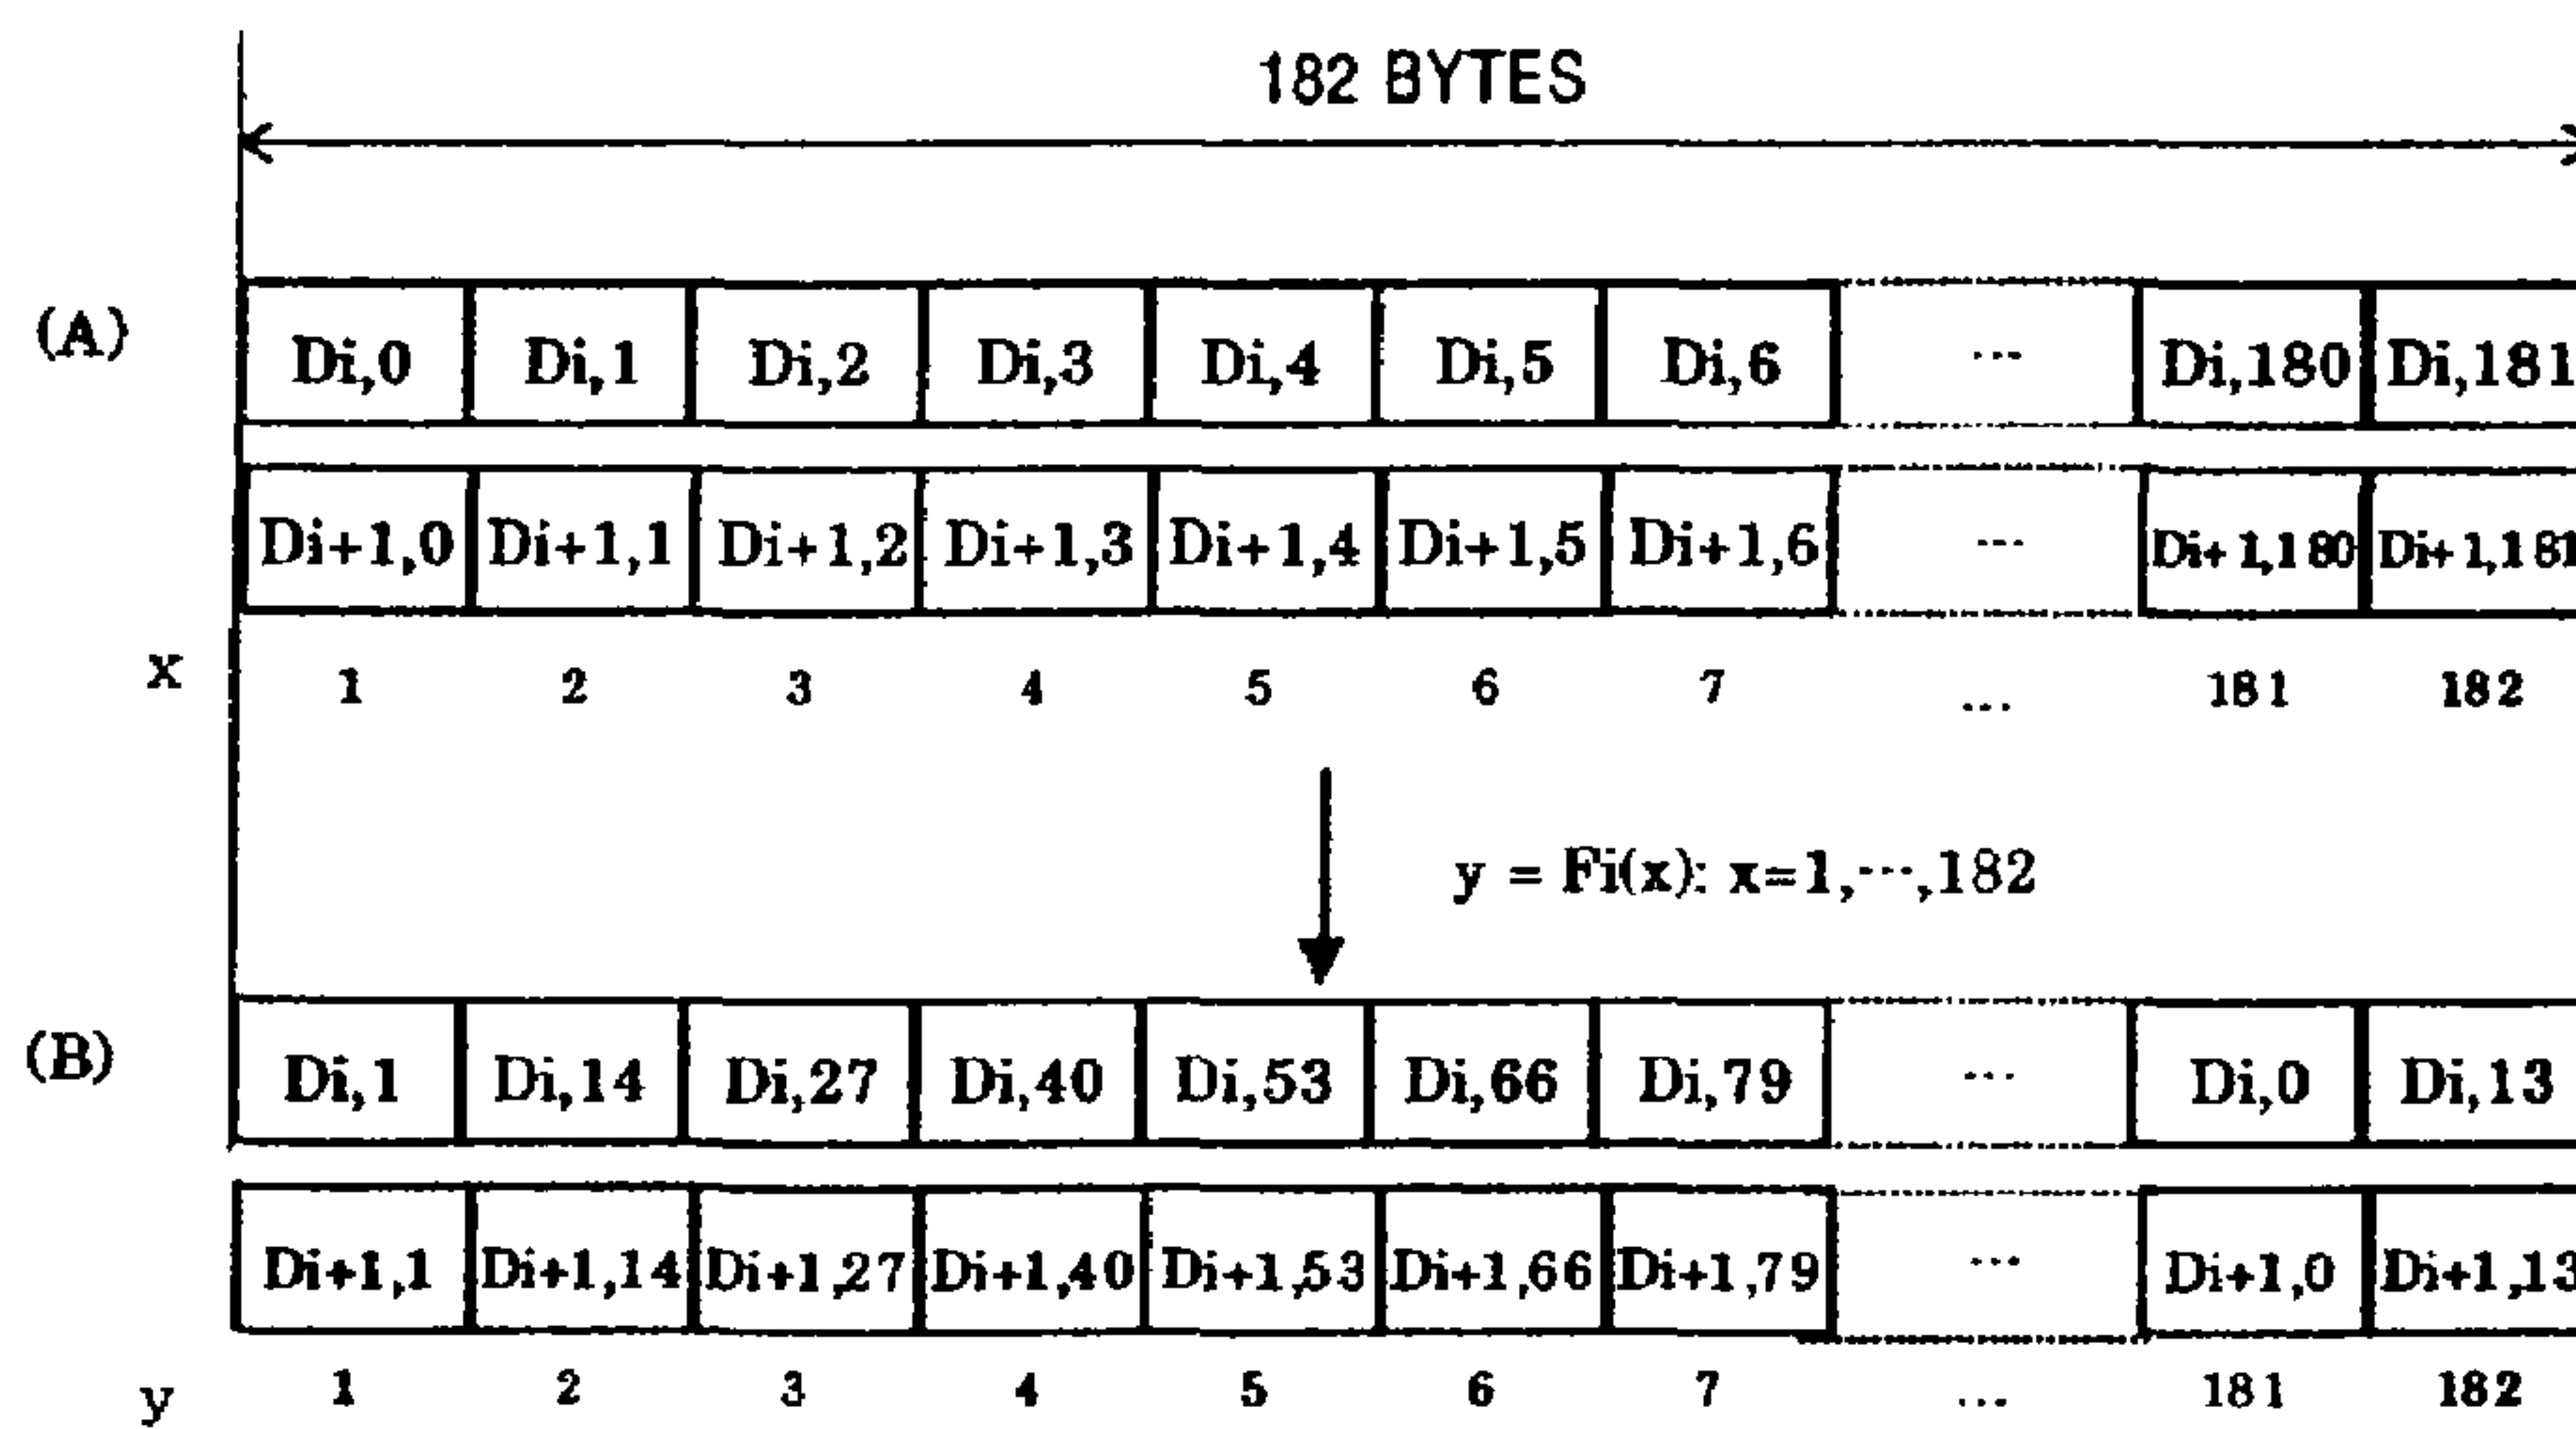 182 BYTES
(A) Di,0 Di,1 Di,2 Di,3 Di,4 Di,5 Di,6 ... Di,180 Di,181
Di+1,0 Di+1,1 Di+1,2 Di+1,3 Di+1,4 Di+1,5 Di+1,6 ... Di+1,180 Di+1,181
x 1 2 3 4 5 6 7 ... 181 182
y = Fi(x): x=1,...,182
(B) Di,1 Di,14 Di,27 Di,40 Di,53 Di,66 Di,79 ... Di,0 Di,13
Di+1,1 Di+1,14 Di+1,27 Di+1,40 Di+1,53 Di+1,66 Di+1,79 ... Di+1,0 Di+1,13
y 1 2 3 4 5 6 7 ... 181 182